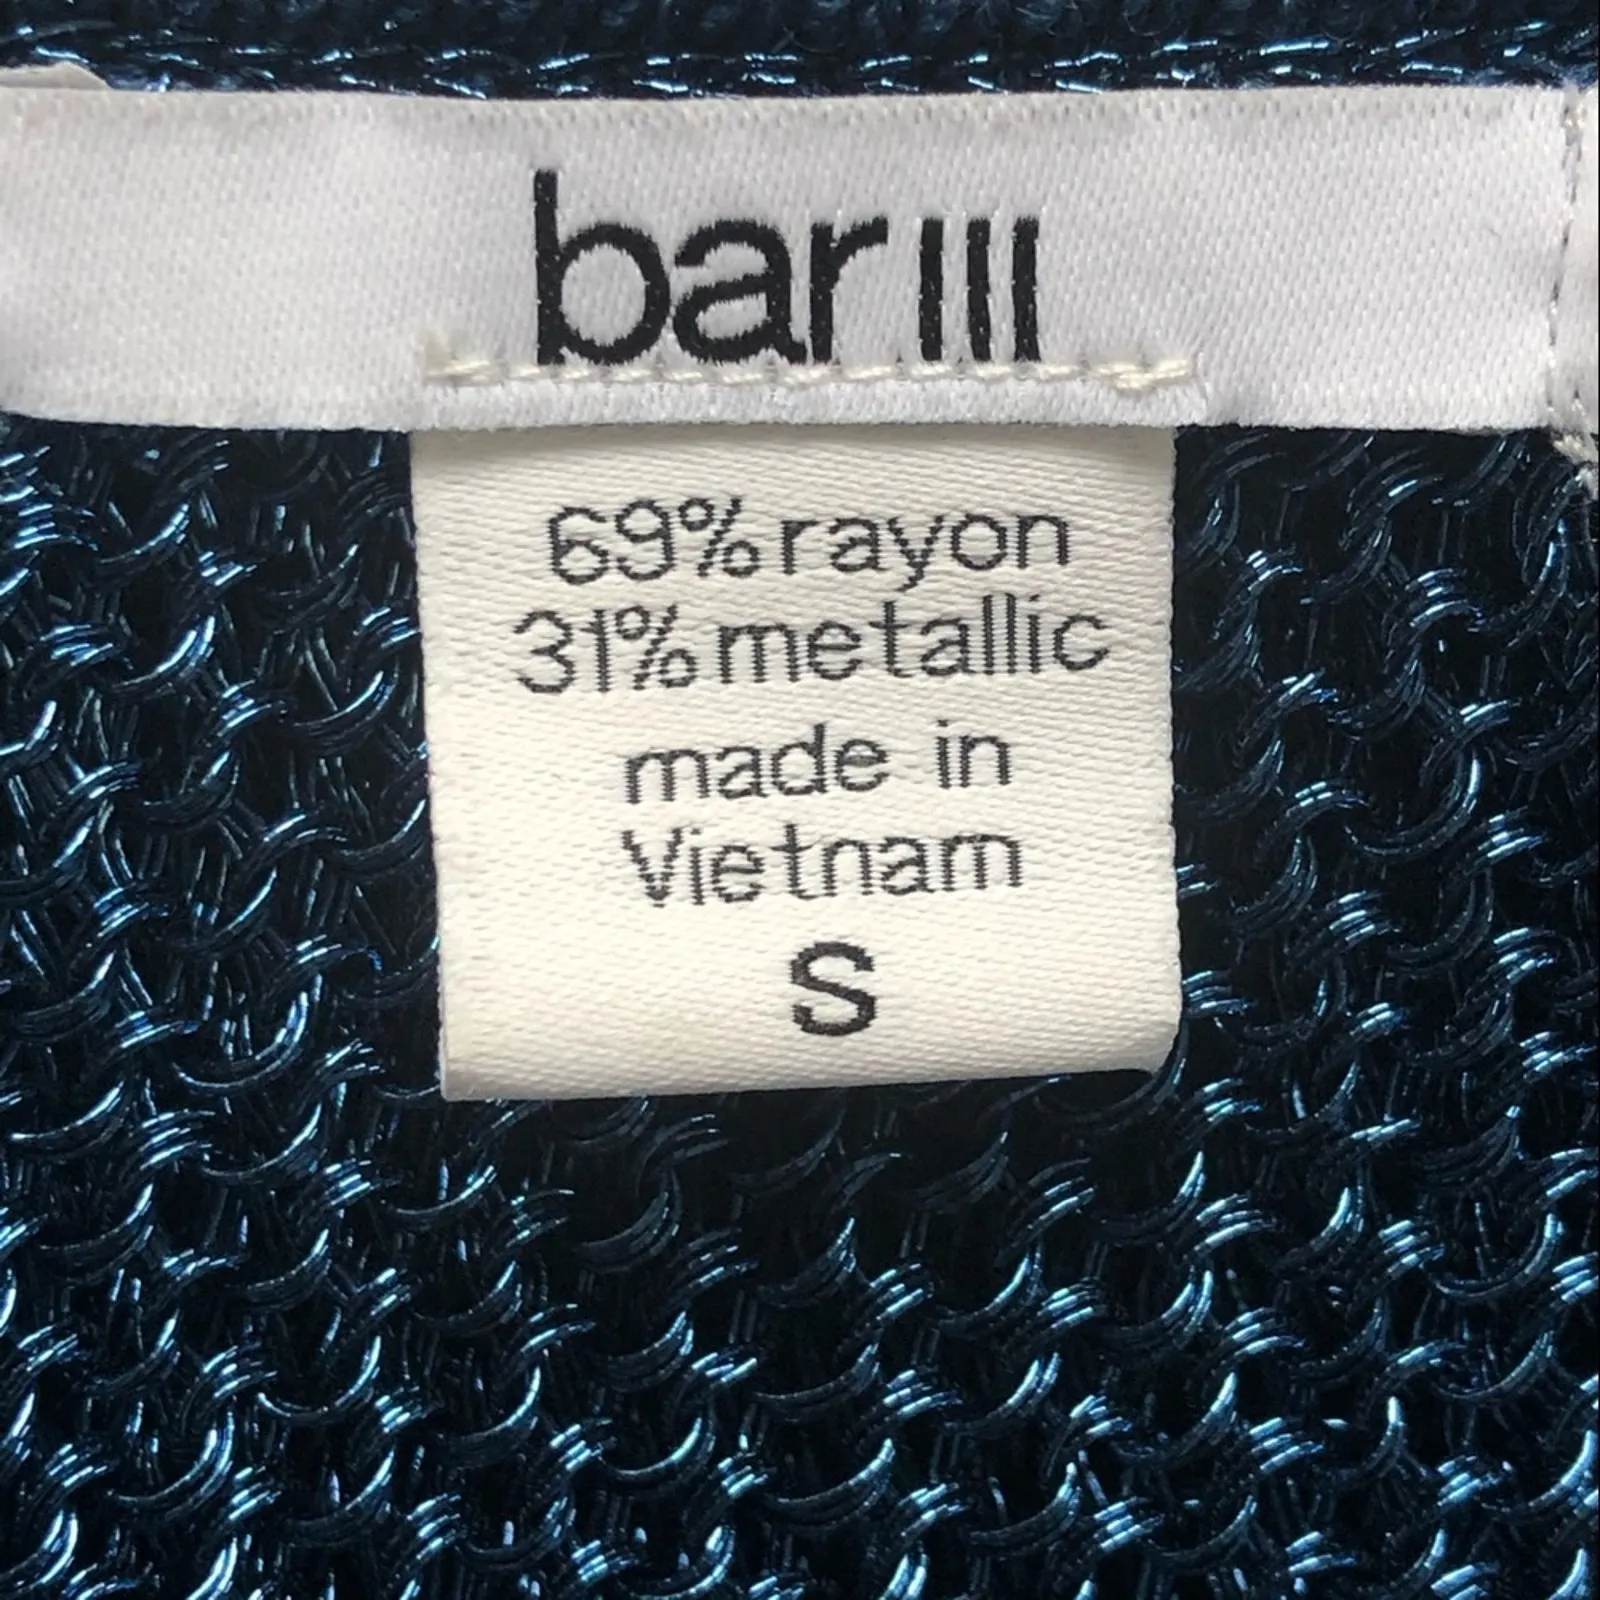 bar III
69% rayon
31% metallic
made in
Vietnam
S